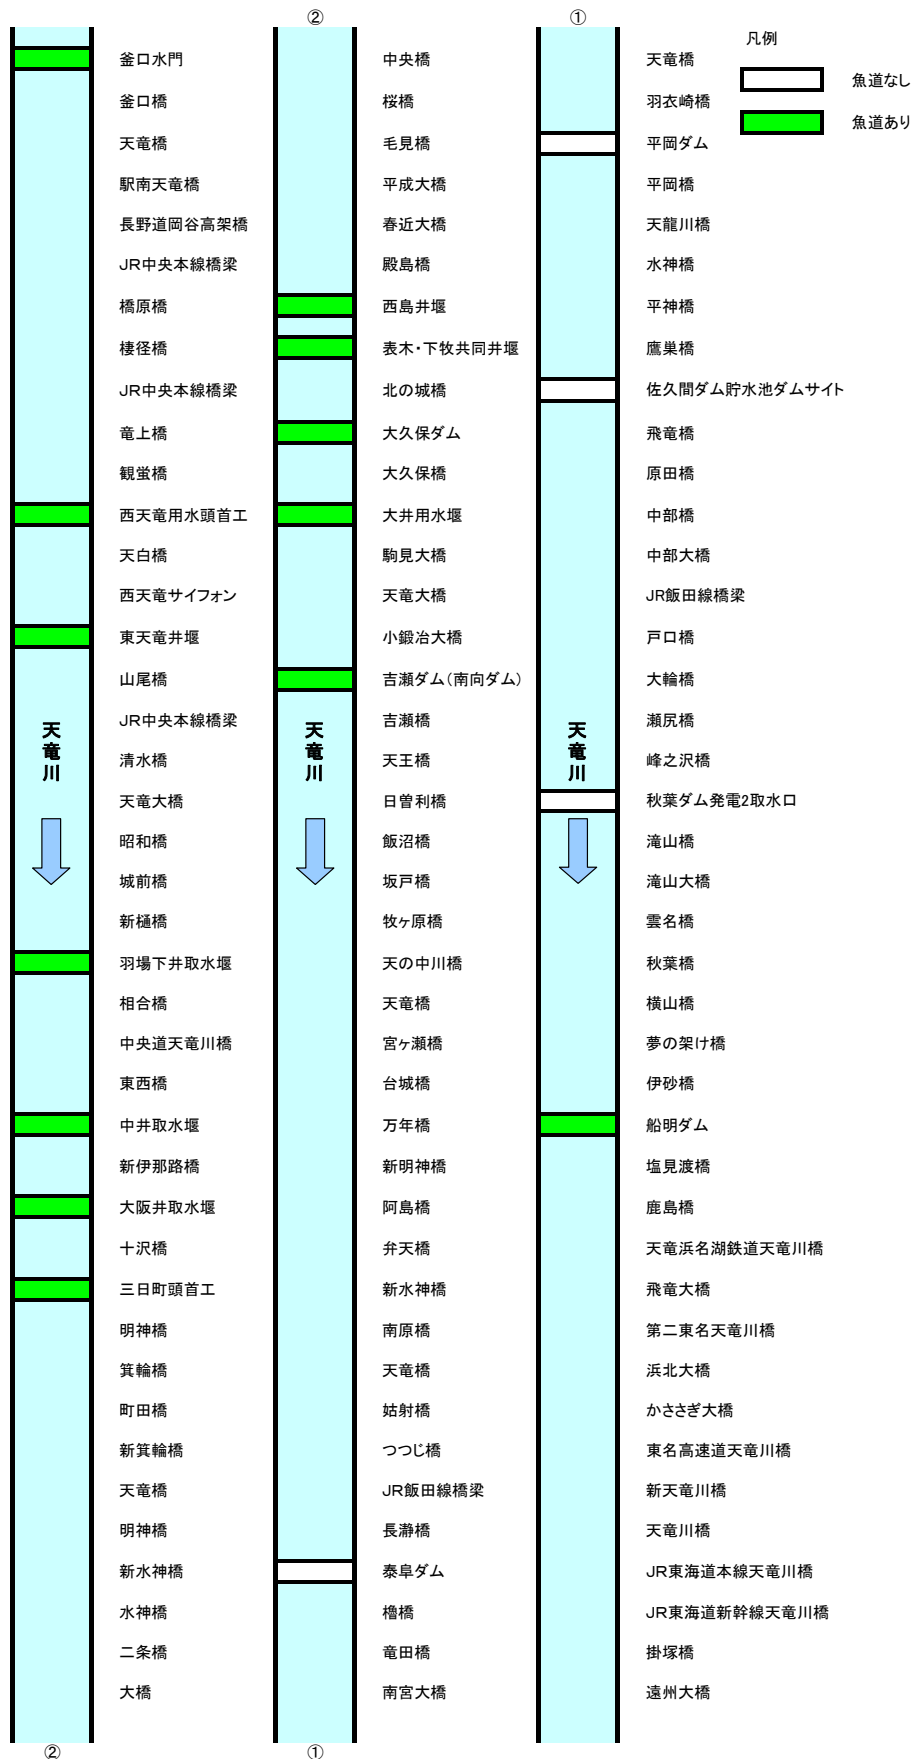 釜口水門
釜口橋
天竜橋
駅南天竜橋
長野道岡谷高架橋
JR中央本線橋梁
橋原橋
棲径橋
JR中央本線橋梁
竜上橋
観蛍橋
西天竜用水頭首工
天白橋
西天竜サイフォン
東天竜井堰
山尾橋
JR中央本線橋梁
清水橋
天竜大橋
昭和橋
城前橋
新樋橋
羽場下井取水堰
相合橋
中央道天竜川橋
東西橋
中井取水堰
新伊那路橋
大阪井取水堰
十沢橋
三日町頭首工
明神橋
箕輪橋
町田橋
新箕輪橋
天竜橋
明神橋
新水神橋
水神橋
二条橋
大橋
天竜川
②
②
中央橋
桜橋
毛見橋
平成大橋
春近大橋
殿島橋
西島井堰
表木・下牧共同井堰
北の城橋
大久保ダム
大久保橋
大井用水堰
駒見大橋
天竜大橋
小鍛冶大橋
吉瀬ダム(南向ダム)
吉瀬橋
天王橋
日曽利橋
飯沼橋
坂戸橋
牧ヶ原橋
天の中川橋
天竜橋
宮ヶ瀬橋
台城橋
万年橋
新明神橋
阿島橋
弁天橋
新水神橋
南原橋
天竜橋
姑射橋
つつじ橋
JR飯田線橋梁
長瀞橋
泰阜ダム
櫓橋
竜田橋
南宮大橋
天竜川
①
①
天竜橋
羽衣崎橋
平岡ダム
平岡橋
天龍川橋
水神橋
平神橋
鷹巣橋
佐久間ダム貯水池ダムサイト
飛竜橋
原田橋
中部橋
中部大橋
JR飯田線橋梁
戸口橋
大輪橋
瀬尻橋
峰之沢橋
秋葉ダム発電2取水口
滝山橋
滝山大橋
雲名橋
秋葉橋
横山橋
夢の架け橋
伊砂橋
船明ダム
塩見渡橋
鹿島橋
天竜浜名湖鉄道天竜川橋
飛竜大橋
第二東名天竜川橋
浜北大橋
かささぎ大橋
東名高速道天竜川橋
新天竜川橋
天竜川橋
JR東海道本線天竜川橋
JR東海道新幹線天竜川橋
掛塚橋
遠州大橋
天竜川
凡例
魚道なし
魚道あり